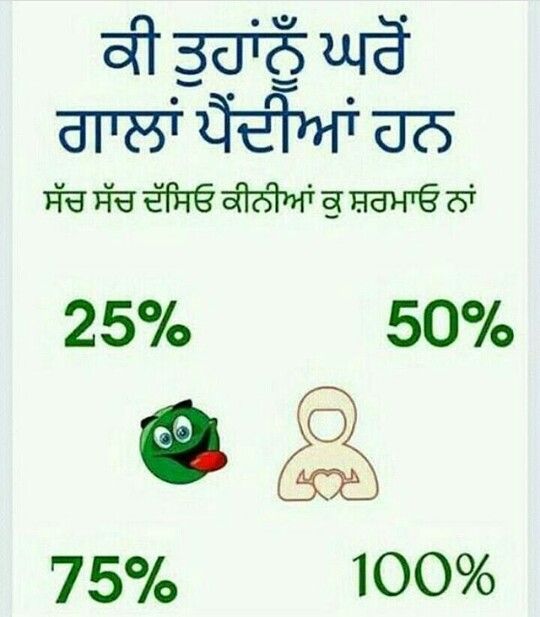 ਕੀ ਤੁਹਾਂਨੂੰ ਘਰੋਂ
ਗਾਲਾਂ ਪੈਂਦੀਆਂ ਹਨ
ਸੱਚ ਸੱਚ ਦੱਸਿਓ ਕੀਨੀਆਂ ਕੁ ਸ਼ਰਮਾਓ ਨਾਂ
25% 50%
75% 100%